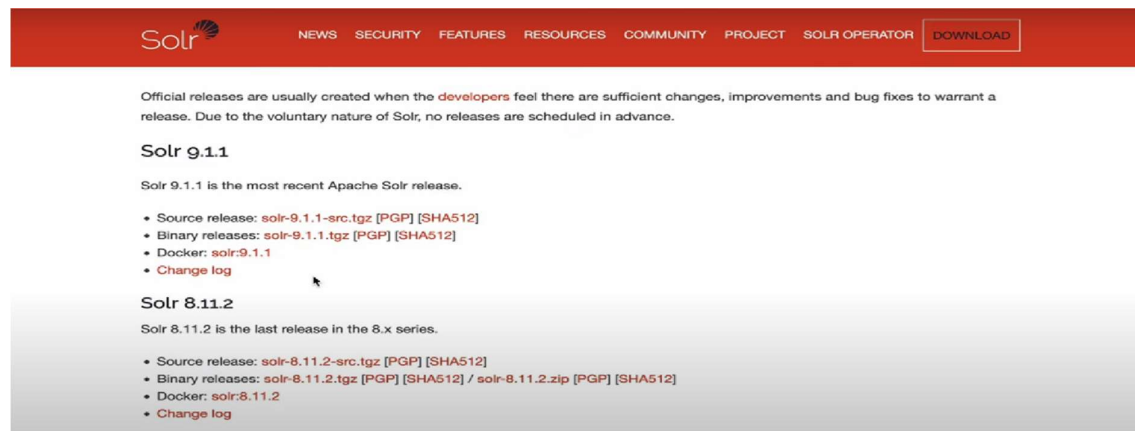 Solr
NEWS SECURITY FEATURES RESOURCES COMMUNITY PROJECT SOLR OPERATOR DOWNLOAD
Official releases are usually created when the developers feel there are sufficient changes, improvements and bug fixes to warrant a
release. Due to the voluntary nature of Solr, no releases are scheduled in advance.
Solr 9.1.1
Solr 9.1.1 is the most recent Apache Solr release.
• Source release: solr-9.1.1-src.tgz [PGP] [SHA512]
• Binary releases: solr-9.1.1.tgz [PGP] [SHA512]
• Docker: solr:9.1.1
• Change log
Solr 8.11.2
Solr 8.11.2 is the last release in the 8.x series.
• Source release: solr-8.11.2-src.tgz [PGP] [SHA512]
• Binary releases: solr-8.11.2.tgz [PGP] [SHA512] / solr-8.11.2.zip [PGP] [SHA512]
• Docker: solr:8.11.2
• Change log